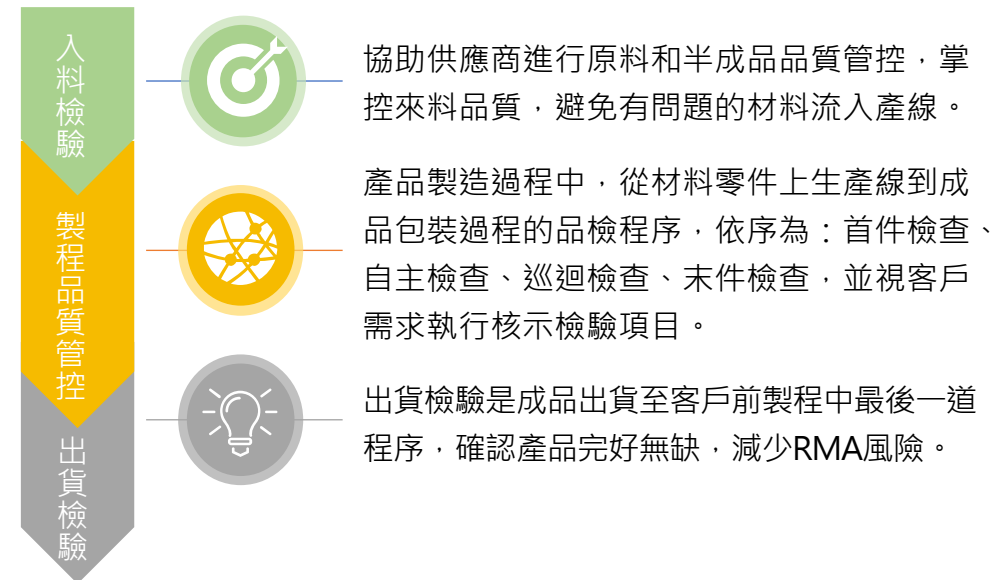 入料檢驗
協助供應商進行原料和半成品品質管控，掌
控來料品質，避免有問題的材料流入產線。
製程品質管控
產品製造過程中，從材料零件上生產線到成
品包裝過程的品檢程序，依序為：首件檢查、
自主檢查、巡迴檢查、末件檢查，並視客戶
需求執行核示檢驗項目。
出貨檢驗
出貨檢驗是成品出貨至客戶前製程中最後一道
程序，確認產品完好無缺，減少RMA風險。